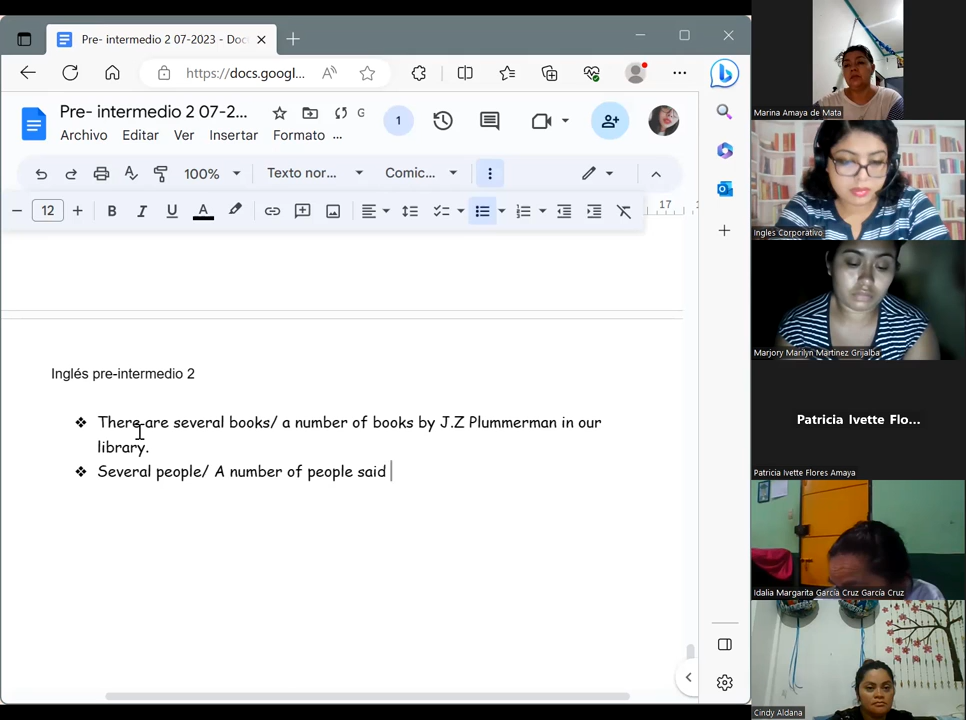 Pre- intermedio 2 07-2023 - Doc
https://docs.googl...
Pre- intermedio 2 07-2...
G
1
Archivo
Editar
Ver
Insertar
Formato
...
100%
Texto nor...
Comic...
12
B
I
U
A
17
Inglés pre-intermedio 2
❖ There are several books/ a number of books by J.Z Plummerman in our
library.
❖ Several people/ A number of people said
Marina Amaya de Mata
Ingles Corporativo
Marjory Marilyn Martinez Grijalba
Patricia Ivette Flo...
Patricia Ivette Flores Amaya
Idalia Margarita García Cruz García Cruz
Cindy Aldana